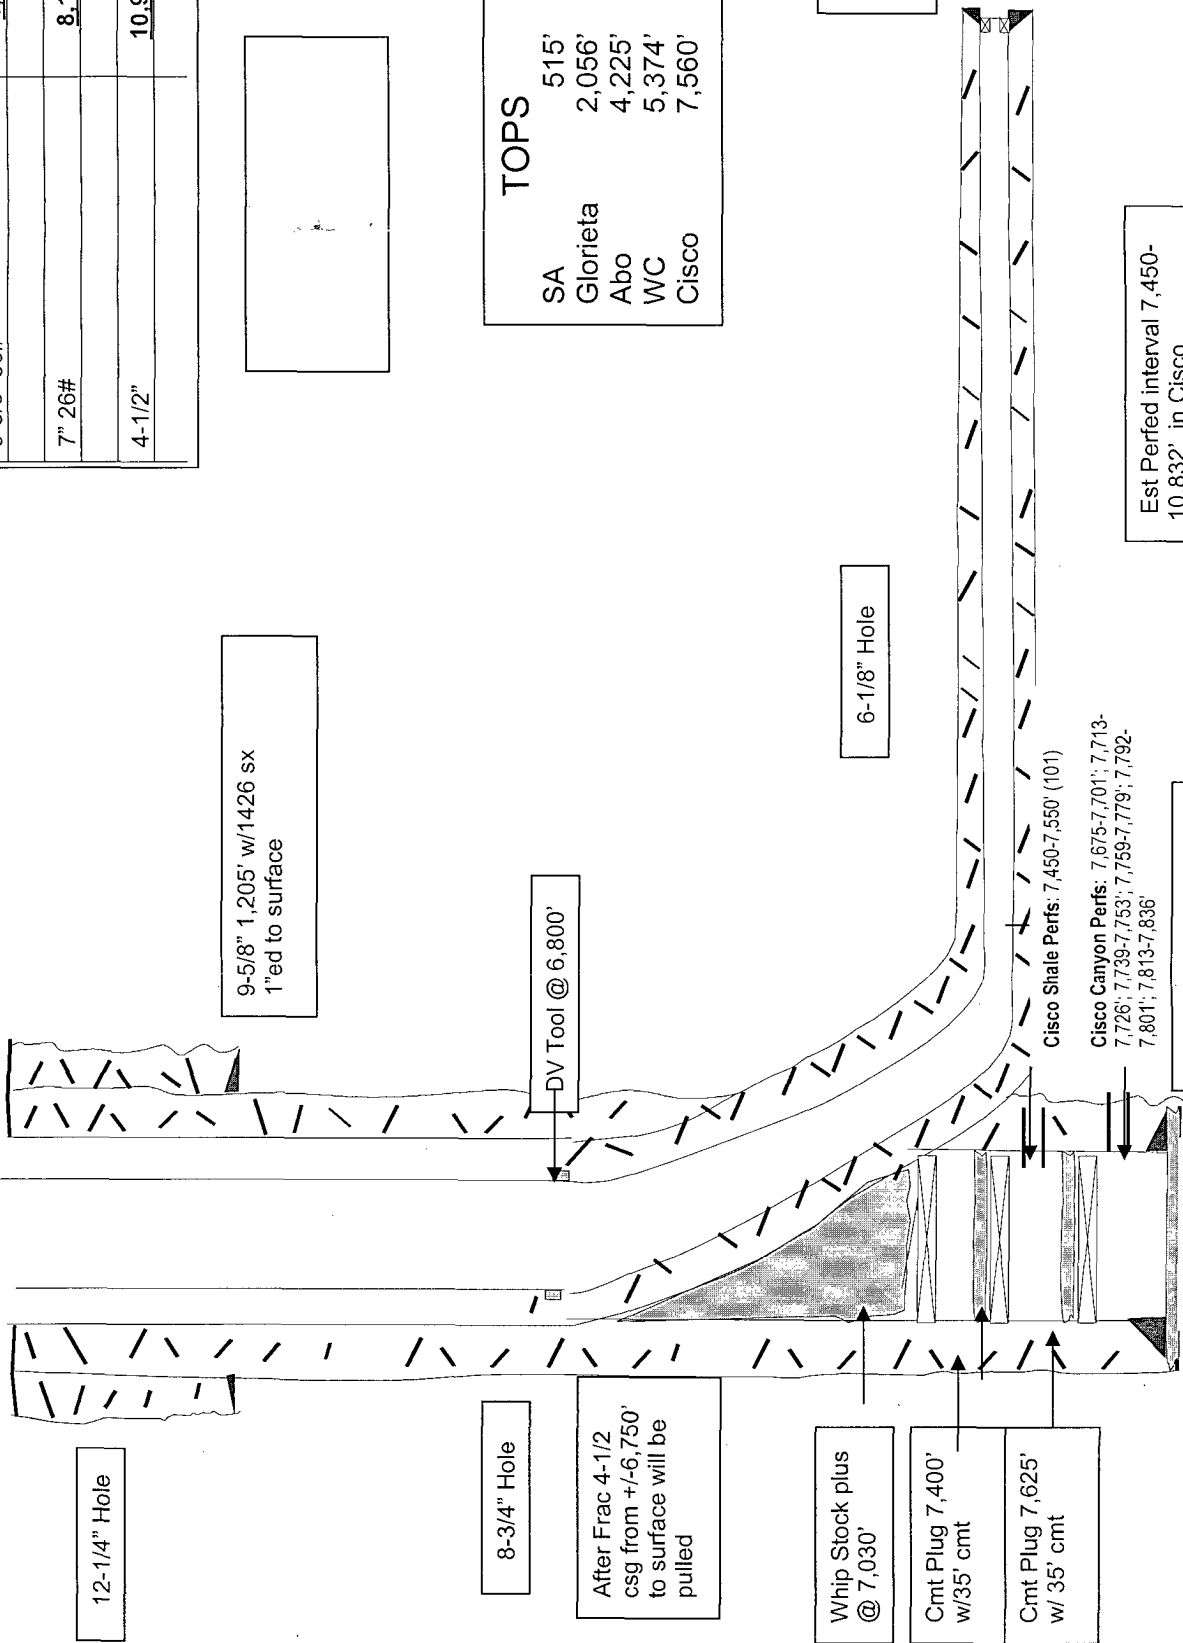 7" 26#
4-1/2"
TOPS
SA 515'
Glorieta 2,056'
Abo 4,225'
WC 5,374'
Cisco 7,560'
9-5/8" 1,205' w/1426 sx
1"ed to surface
12-1/4" Hole
DV Tool @ 6,800'
8-3/4" Hole
After Frac 4-1/2
csg from +/-6,750'
to surface will be
pulled
6-1/8" Hole
Whip Stock plus
@ 7,030'
Cmt Plug 7,400'
w/35' cmt
Cmt Plug 7,625'
w/ 35' cmt
Cisco Shale Perfs: 7,450-7,550' (101)
Cisco Canyon Perfs: 7,675-7,701'; 7,713-
7,726'; 7,739-7,753'; 7,759-7,779'; 7,792-
7,801'; 7,813-7,836'
Est Perfed interval 7,450-
10,832' in Cisco